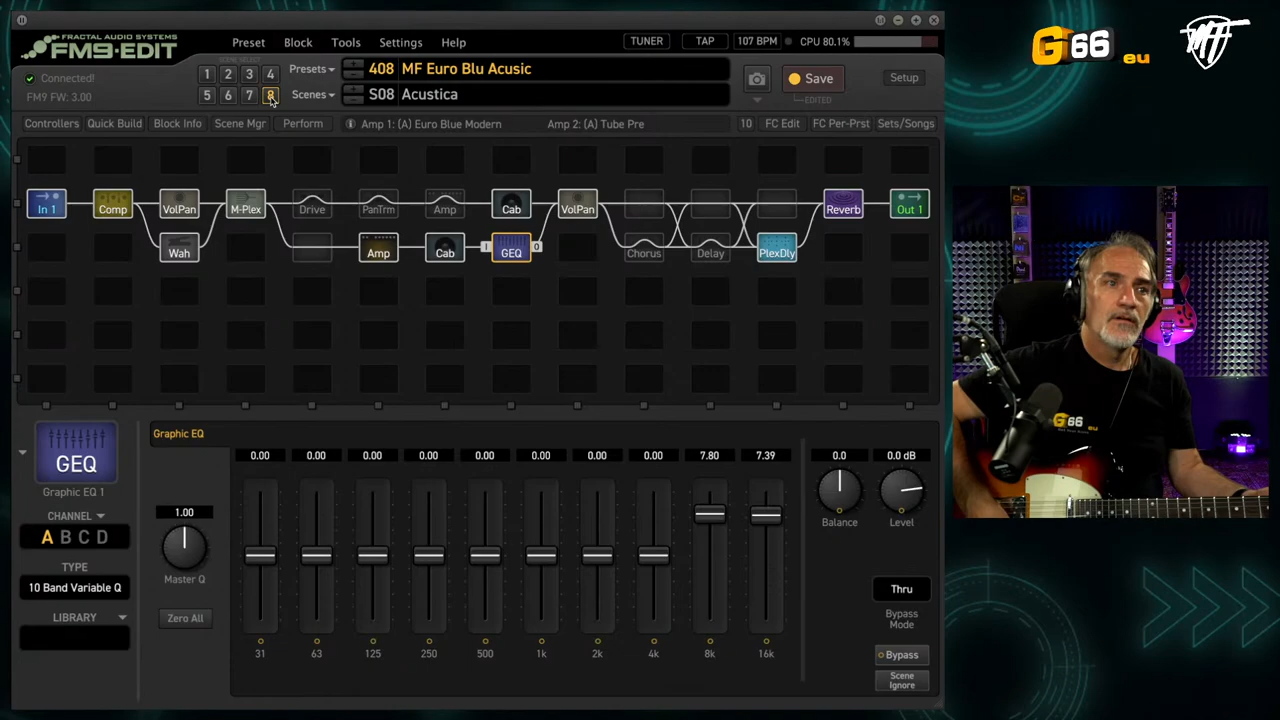 FRACTAL AUDIO SYSTEMS
FM9-EDIT
Preset Block Tools Settings Help
TUNER TAP 107 BPM CPU 80.1%
Connected!
FM9 FW: 3.00
SCENE SELECT
1 2 3 4
5 6 7 8
Presets 408 MF Euro Blu Acusic
Scenes S08 Acustica
Save
EDITED
Setup
Controllers Quick Build Block Info Scene Mgr Perform Amp 1: (A) Euro Blue Modern Amp 2: (A) Tube Pre 10 FC Edit FC Per-Prst Sets/Songs
In 1 Comp VolPan M-Plex Drive PanTrm Amp Cab VolPan Reverb Out 1
Wah Amp Cab I GEQ O Chorus Delay PlexDly
GEQ
Graphic EQ 1
CHANNEL
A B C D
TYPE
10 Band Variable Q
LIBRARY
Graphic EQ
1.00
Master Q
Zero All
0.00 0.00 0.00 0.00 0.00 0.00 0.00 0.00 7.80 7.39
31 63 125 250 500 1k 2k 4k 8k 16k
0.0 0.0 dB
Balance Level
Thru
Bypass
Mode
Bypass
Scene
Ignore
G66
eu
MF
G66 eu